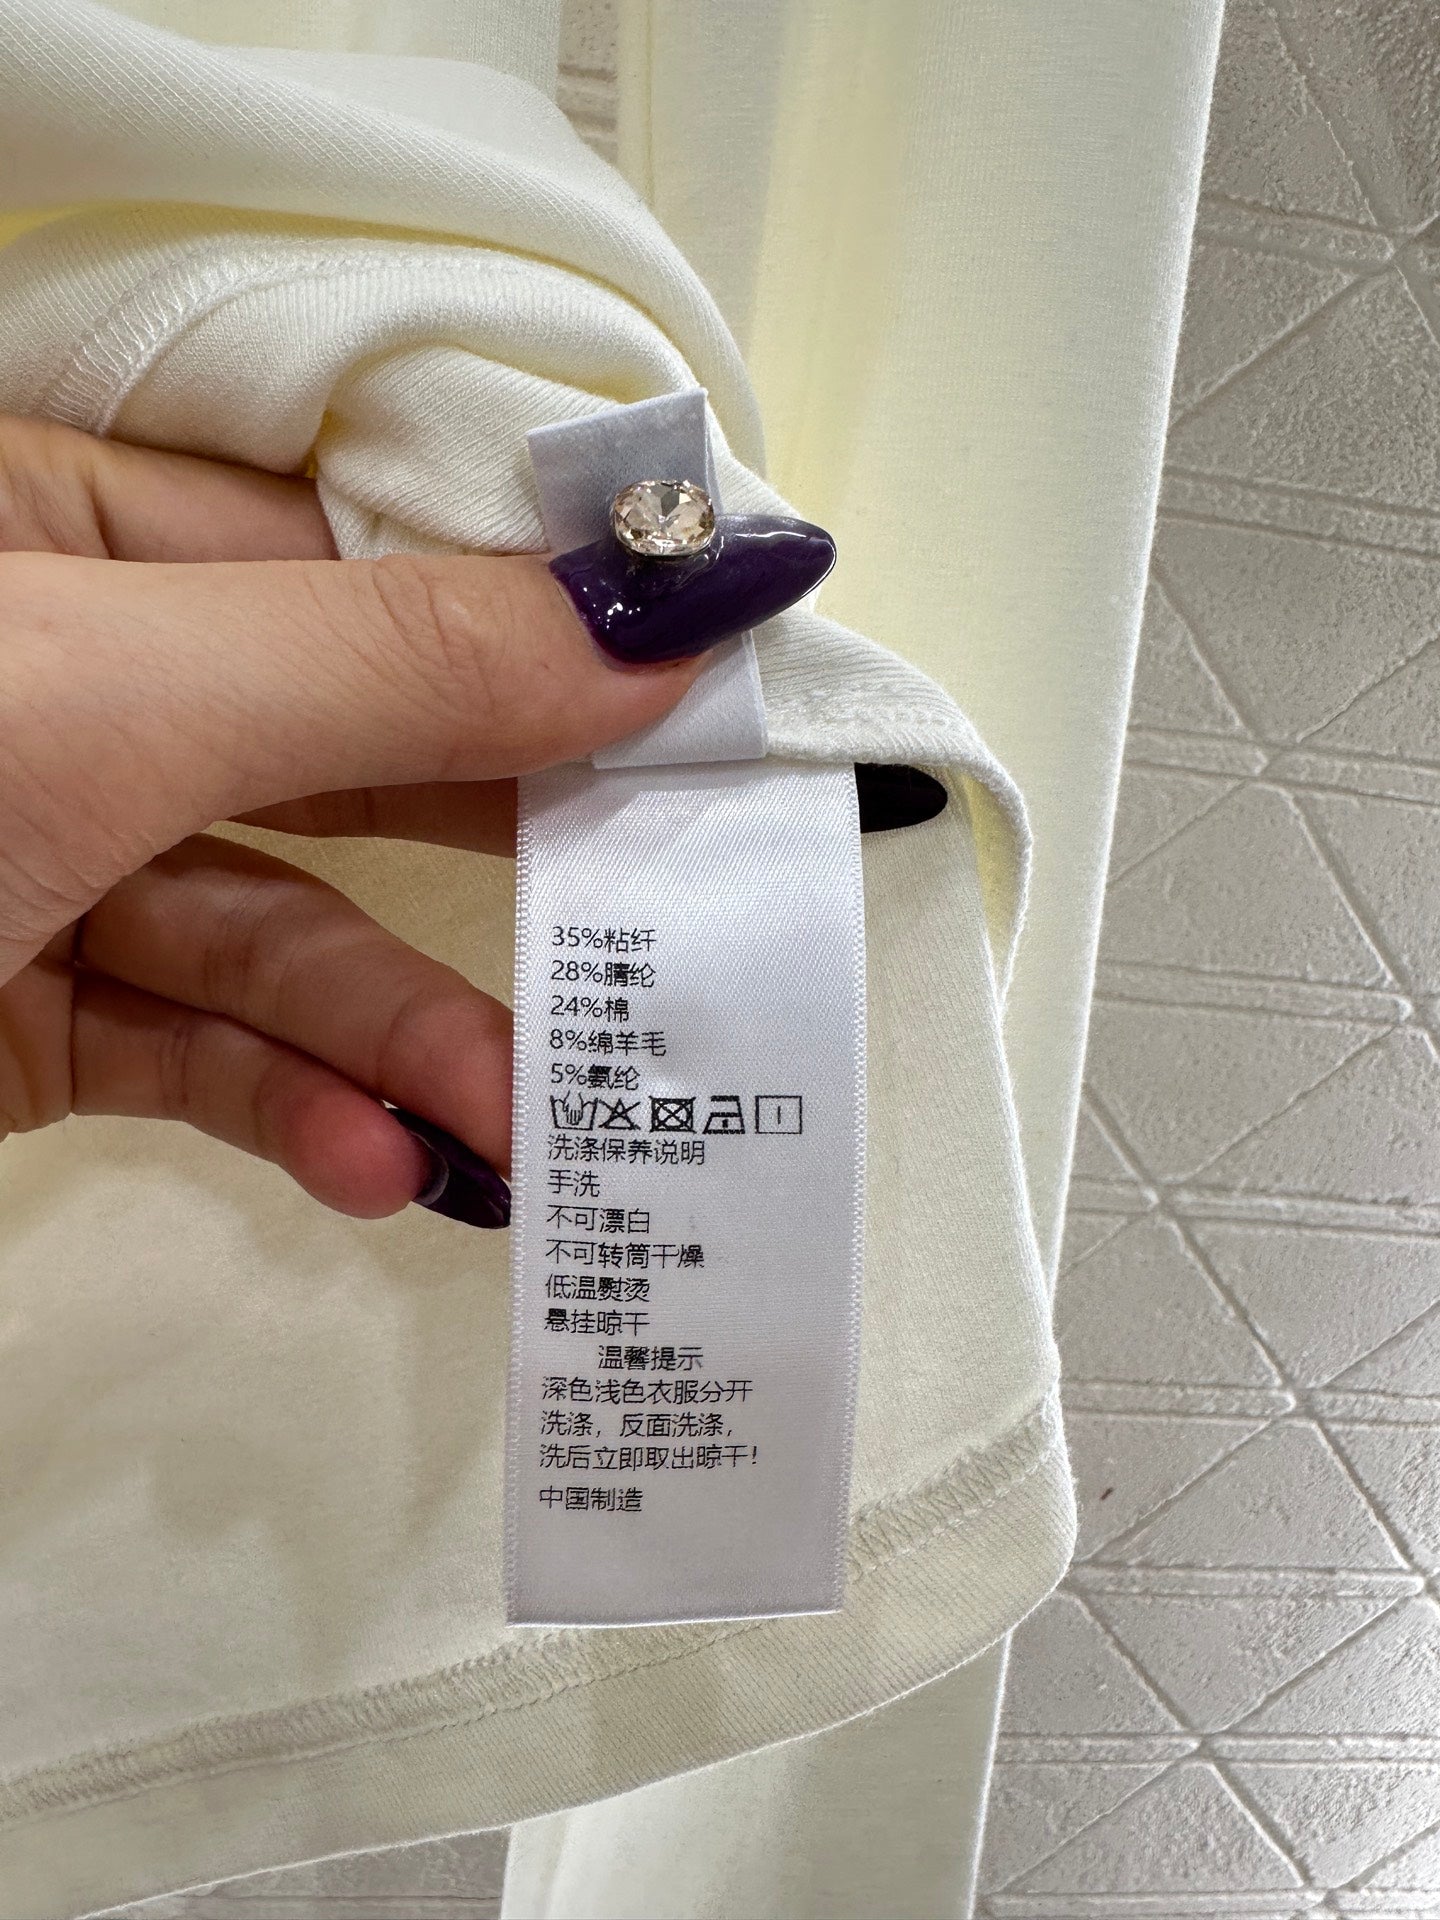 35%粘纤
28%腈纶
24%棉
8%绵羊毛
5%氨纶
洗涤保养说明
手洗
不可漂白
不可转筒干燥
低温熨烫
悬挂晾干
温馨提示
深色浅色衣服分开
洗涤，反面洗涤，
洗后立即取出晾干！
中国制造